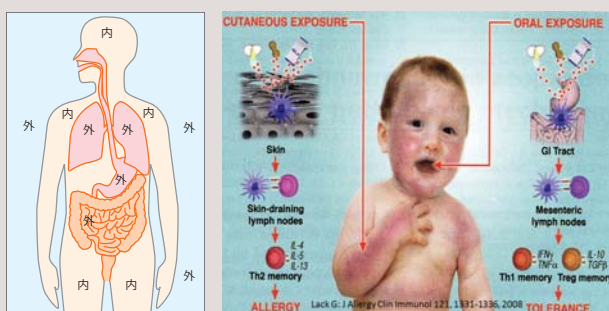 内
内
内
外
外
外
外
外
外
外
内
内
CUTANEOUS EXPOSURE
ORAL EXPOSURE
Skin
Skin-draining
lymph nodes
IL-4
IL-5
IL-13
Th2 memory
ALLERGY
GI Tract
Mesenteric
lymph nodes
IFNγ
TNFα
IL-10
TGFβ
Th1 memory Treg memory
TOLERANCE
Lack G: J Allergy Clin Immunol 121, 1331-1336, 2008